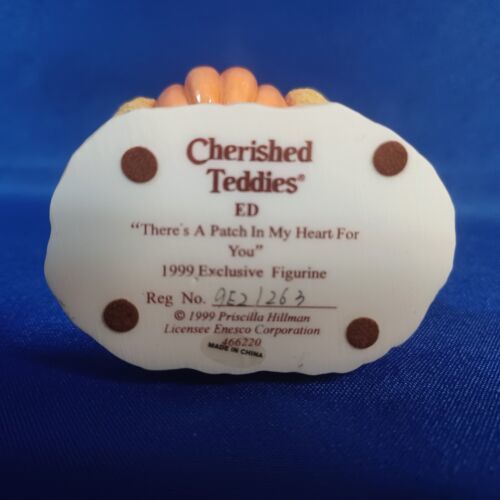 Cherished
Teddies®
ED
“There's A Patch In My Heart For
You”
1999 Exclusive Figurine
Reg No. 9E21263
© 1999 Priscilla Hillman
Licensee Enesco Corporation
466220
MADE IN CHINA